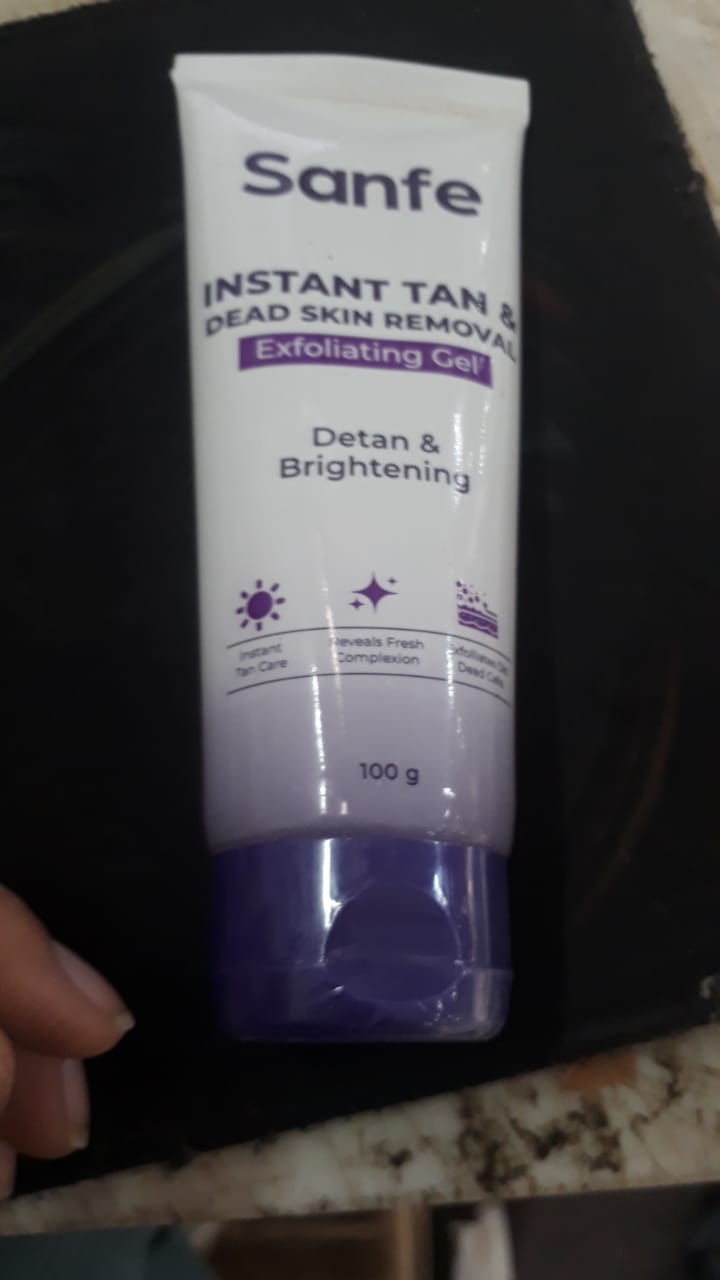 Sanfe
INSTANT TAN &
DEAD SKIN REMOVAL
Exfoliating Gel
Detan &
Brightening
Instant
Tan Care
Reveals Fresh
Complexion
Exfoliates
Dead Cells
100 g